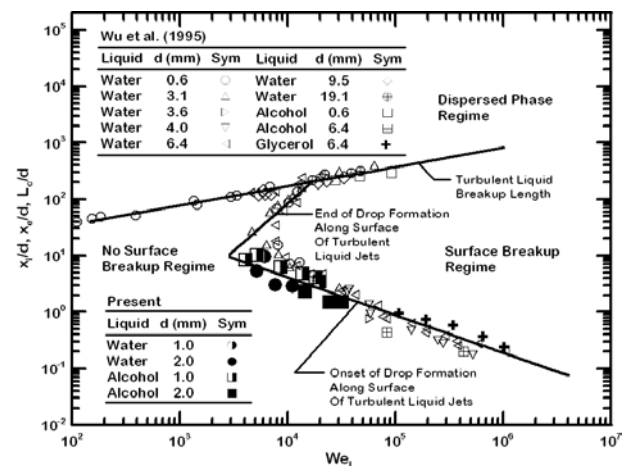 Wu et al. (1995)
Liquid d (mm) Sym Liquid d (mm) Sym
Water 0.6 Water 9.5
Water 3.1 Water 19.1
Water 3.6 Alcohol 0.6
Water 4.0 Alcohol 6.4
Water 6.4 Glycerol 6.4
Dispersed Phase
Regime
Turbulent Liquid
Breakup Length
End of Drop Formation
Along Surface
Of Turbulent
Liquid Jets
No Surface
Breakup Regime
Surface Breakup
Regime
Present
Liquid d (mm) Sym
Water 1.0
Water 2.0
Alcohol 1.0
Alcohol 2.0
Onset of Drop Formation
Along Surface
Of Turbulent Liquid Jets
10^5
10^4
10^3
10^2
10^1
10^0
10^-1
10^-2
10^2 10^3 10^4 10^5 10^6 10^7
We_L